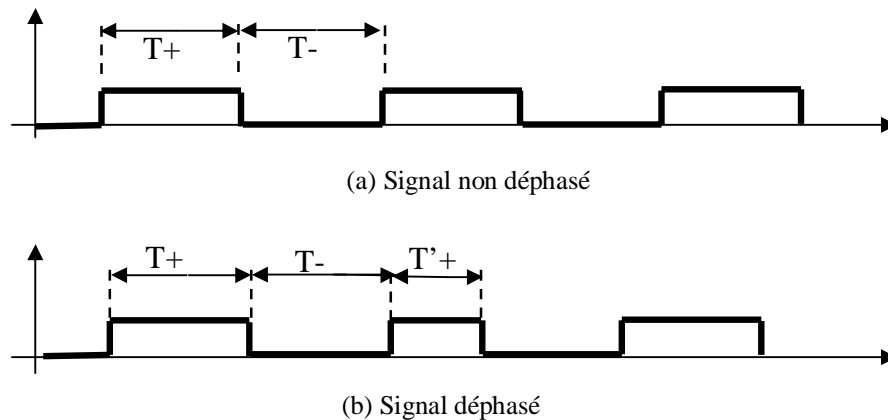 T+ T-
(a) Signal non déphasé
T+ T- T’+
(b) Signal déphasé